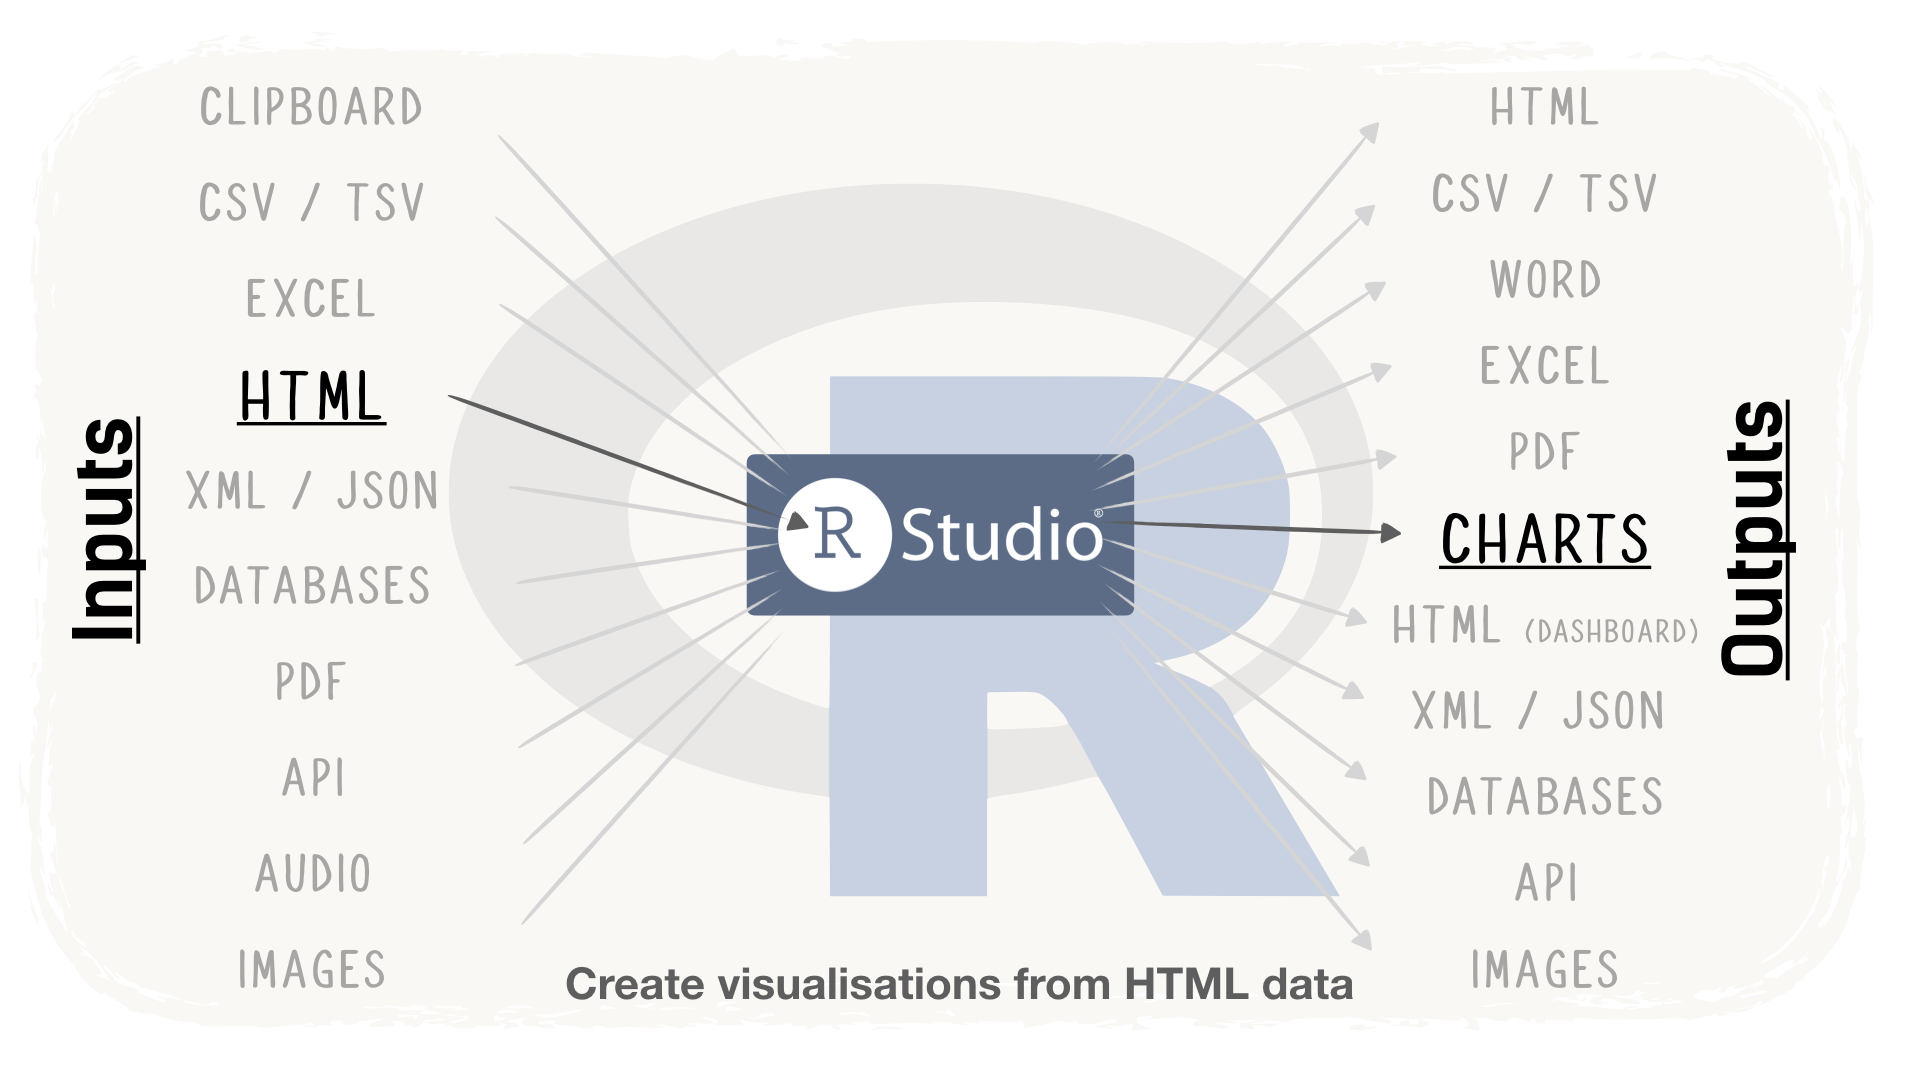 Inputs
CLIPBOARD
CSV / TSV
EXCEL
HTML
XML / JSON
DATABASES
PDF
API
AUDIO
IMAGES
R Studio®
Create visualisations from HTML data
Outputs
HTML
CSV / TSV
WORD
EXCEL
PDF
CHARTS
HTML (DASHBOARD)
XML / JSON
DATABASES
API
IMAGES